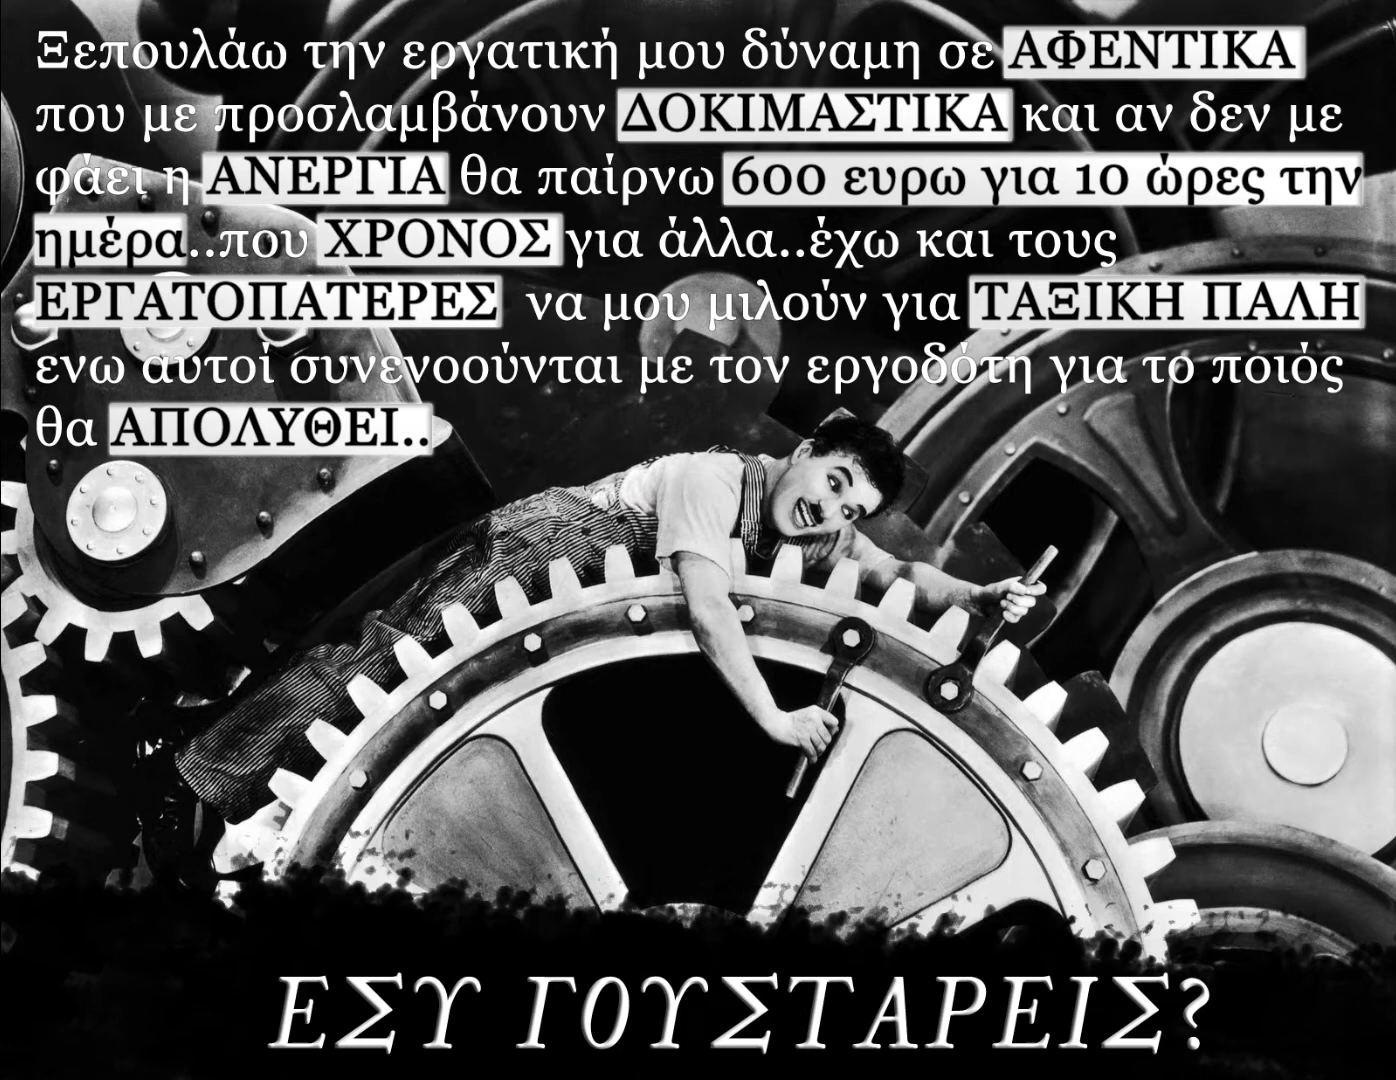 Ξεπουλάω την εργατική μου δύναμη σε ΑΦΕΝΤΙΚΑ
που με προσλαμβάνουν ΔΟΚΙΜΑΣΤΙΚΑ και αν δεν με
φάει η ΑΝΕΡΓΙΑ θα παίρνω 600 ευρω για 10 ώρες την
ημέρα..που ΧΡΟΝΟΣ για άλλα..έχω και τους
ΕΡΓΑΤΟΠΑΤΕΡΕΣ να μου μιλούν για ΤΑΞΙΚΗ ΠΑΛΗ
ενω αυτοί συνενοούνται με τον εργοδότη για το ποιός
θα ΑΠΟΛΥΘΕΙ..
ΕΣΥ ΓΟΥΣΤΑΡΕΙΣ?